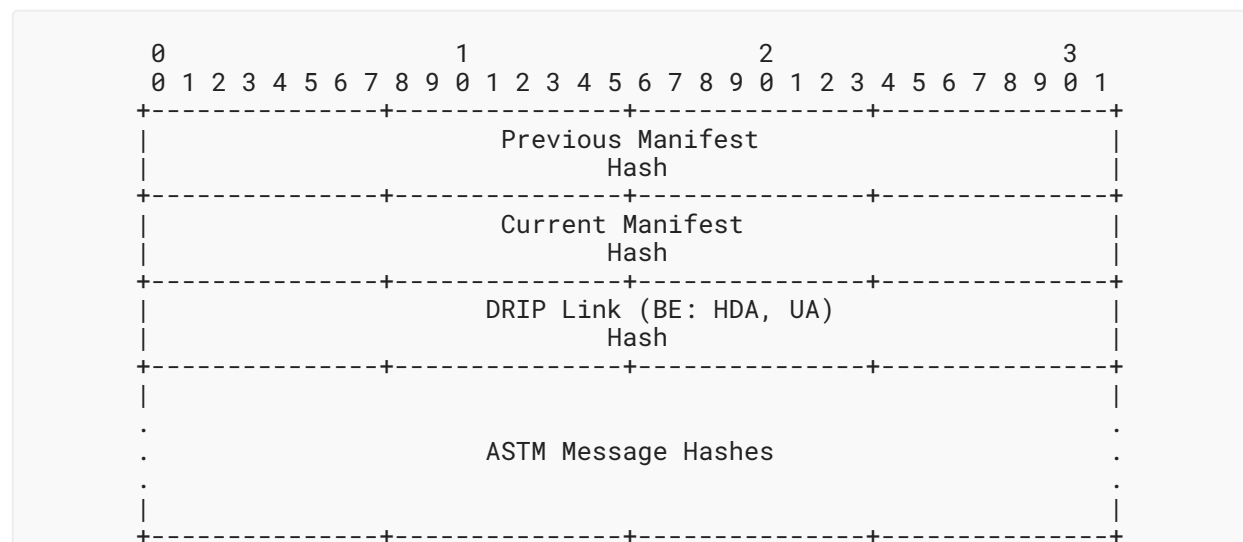 0                   1                   2                   3
 0 1 2 3 4 5 6 7 8 9 0 1 2 3 4 5 6 7 8 9 0 1 2 3 4 5 6 7 8 9 0 1
+---------------+---------------+---------------+---------------+
|                       Previous Manifest                       |
|                              Hash                             |
+---------------+---------------+---------------+---------------+
|                       Current Manifest                        |
|                              Hash                             |
+---------------+---------------+---------------+---------------+
|                      DRIP Link (BE: HDA, UA)                  |
|                              Hash                             |
+---------------+---------------+---------------+---------------+
|                                                               |
.                                                               .
.                      ASTM Message Hashes                      .
.                                                               .
|                                                               |
+---------------+---------------+---------------+---------------+